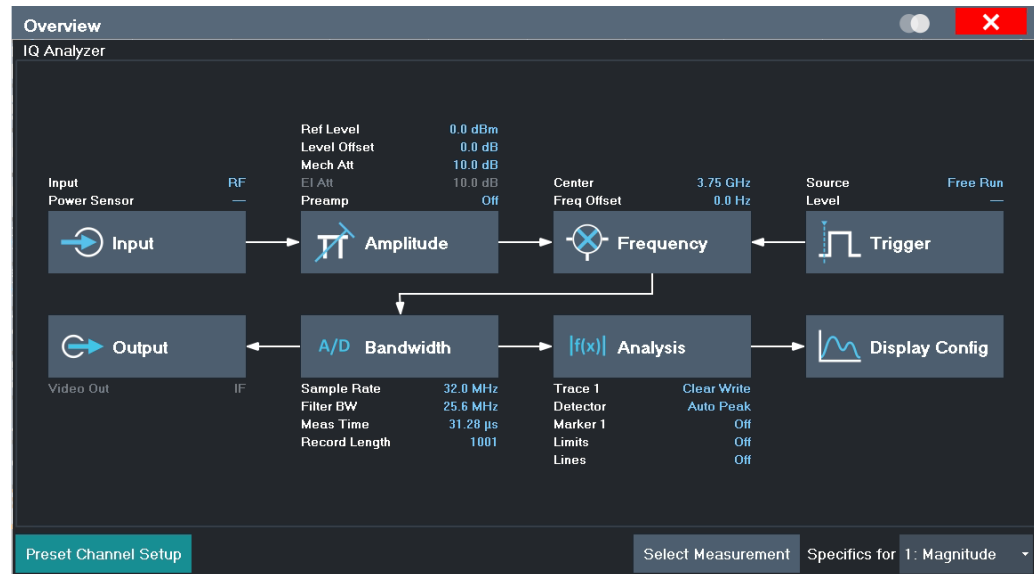 Overview
IQ Analyzer
Ref Level 0.0 dBm
Level Offset 0.0 dB
Mech Att 10.0 dB
El Att 10.0 dB
Preamp Off
Input RF
Power Sensor —
Center 3.75 GHz
Freq Offset 0.0 Hz
Source Free Run
Level —
Input
Amplitude
Frequency
Trigger
Output
A/D Bandwidth
|f(x)| Analysis
Display Config
Video Out IF
Sample Rate 32.0 MHz
Filter BW 25.6 MHz
Meas Time 31.28 µs
Record Length 1001
Trace 1 Clear Write
Detector Auto Peak
Marker 1 Off
Limits Off
Lines Off
Preset Channel Setup
Select Measurement
Specifics for 1: Magnitude